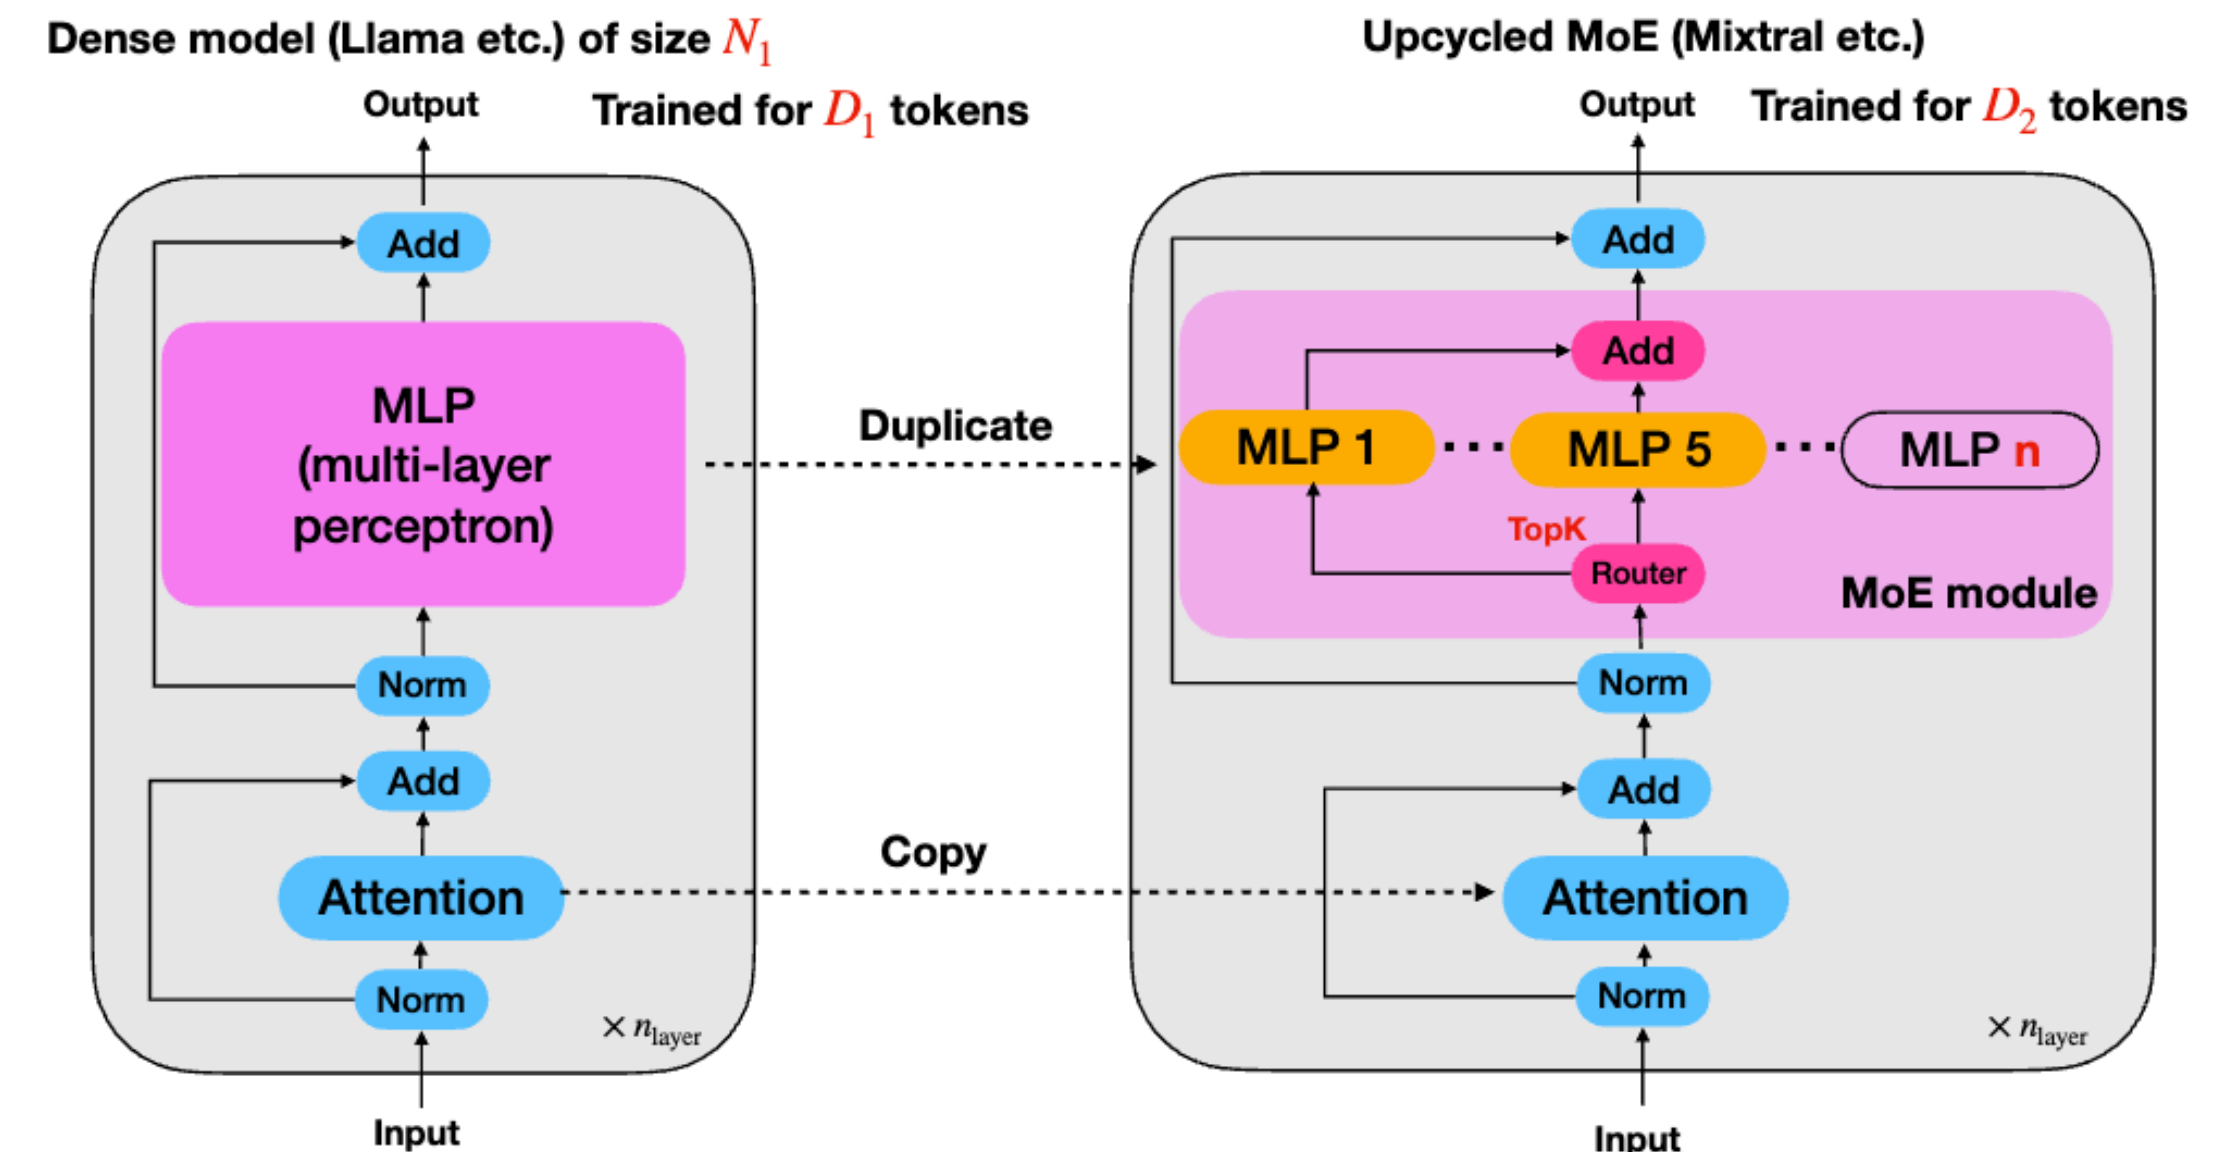 Dense model (Llama etc.) of size N₁
Output
Trained for D₁ tokens
Add
MLP
(multi-layer
perceptron)
Norm
Add
Attention
Norm
× n_layer
Input
Duplicate
Copy
Upcycled MoE (Mixtral etc.)
Output
Trained for D₂ tokens
Add
Add
MLP 1 ··· MLP 5 ··· MLP n
TopK
Router
MoE module
Norm
Add
Attention
Norm
× n_layer
Input